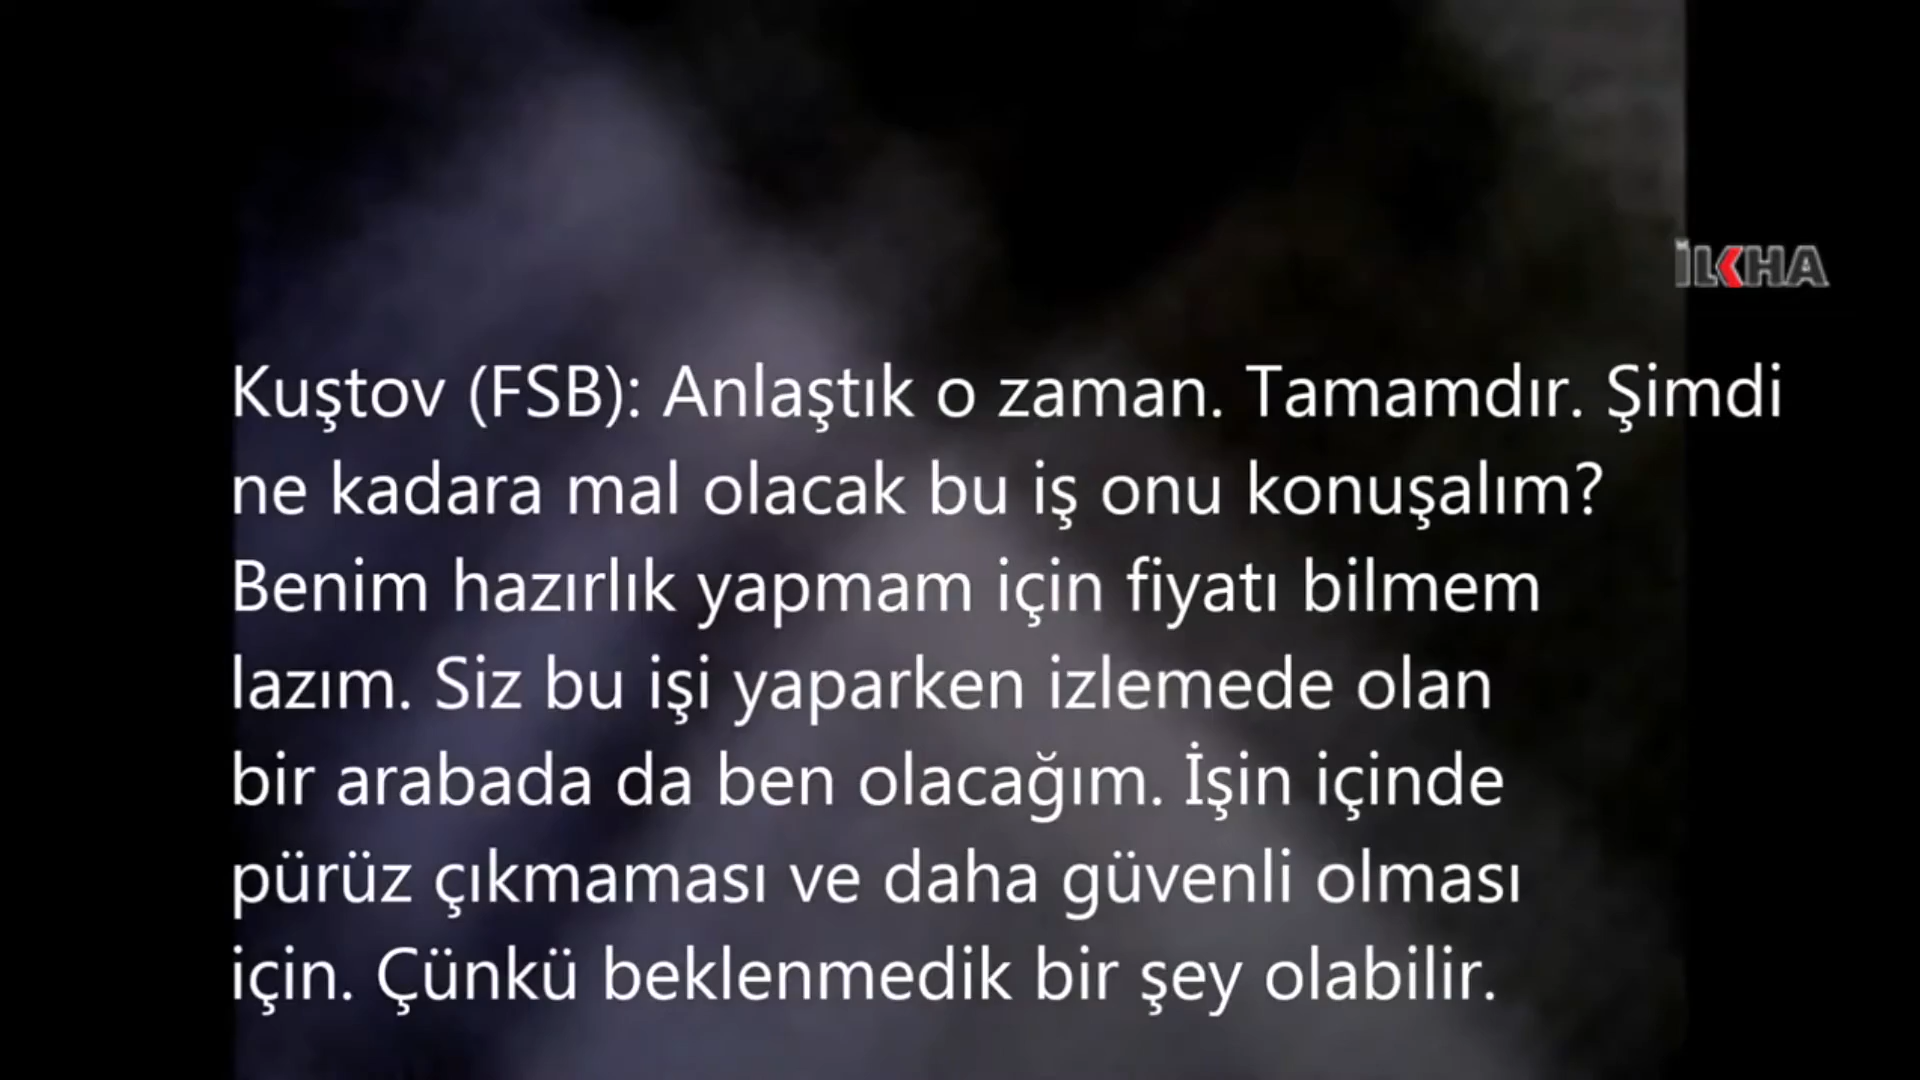 İLKHA
Kuştov (FSB): Anlaştık o zaman. Tamamdır. Şimdi
ne kadara mal olacak bu iş onu konuşalım?
Benim hazırlık yapmam için fiyatı bilmem
lazım. Siz bu işi yaparken izlemede olan
bir arabada da ben olacağım. İşin içinde
pürüz çıkmaması ve daha güvenli olması
için. Çünkü beklenmedik bir şey olabilir.